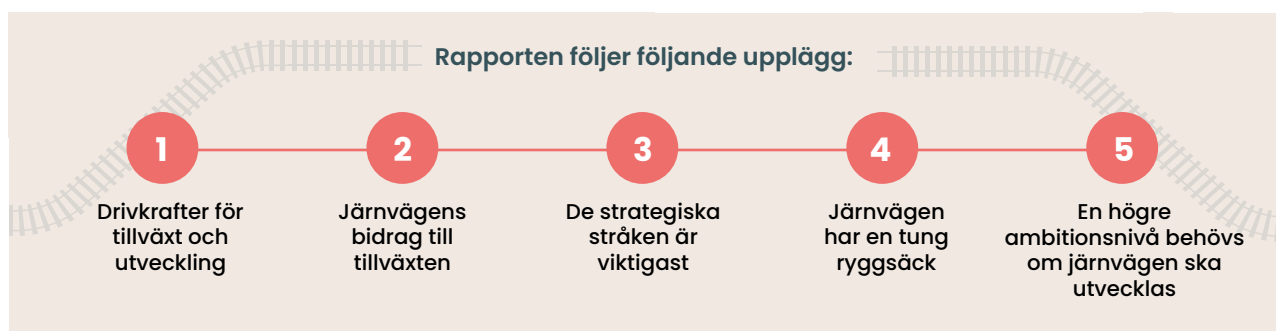 Rapporten följer följande upplägg:
1
2
3
4
5
Drivkrafter för
tillväxt och
utveckling
Järnvägens
bidrag till
tillväxten
De strategiska
stråken är
viktigast
Järnvägen
har en tung
ryggsäck
En högre
ambitionsnivå behövs
om järnvägen ska
utvecklas